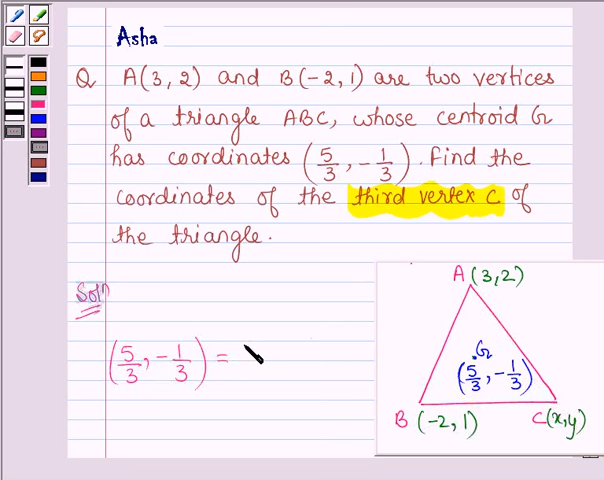 Asha
Q A(3, 2) and B(-2, 1) are two vertices
of a triangle ABC, whose centroid G
has coordinates (5/3, -1/3). Find the
coordinates of the third vertex C of
the triangle.
Soln
(5/3, -1/3) =
A (3, 2)
G
(5/3, -1/3)
B (-2, 1) C(x, y)